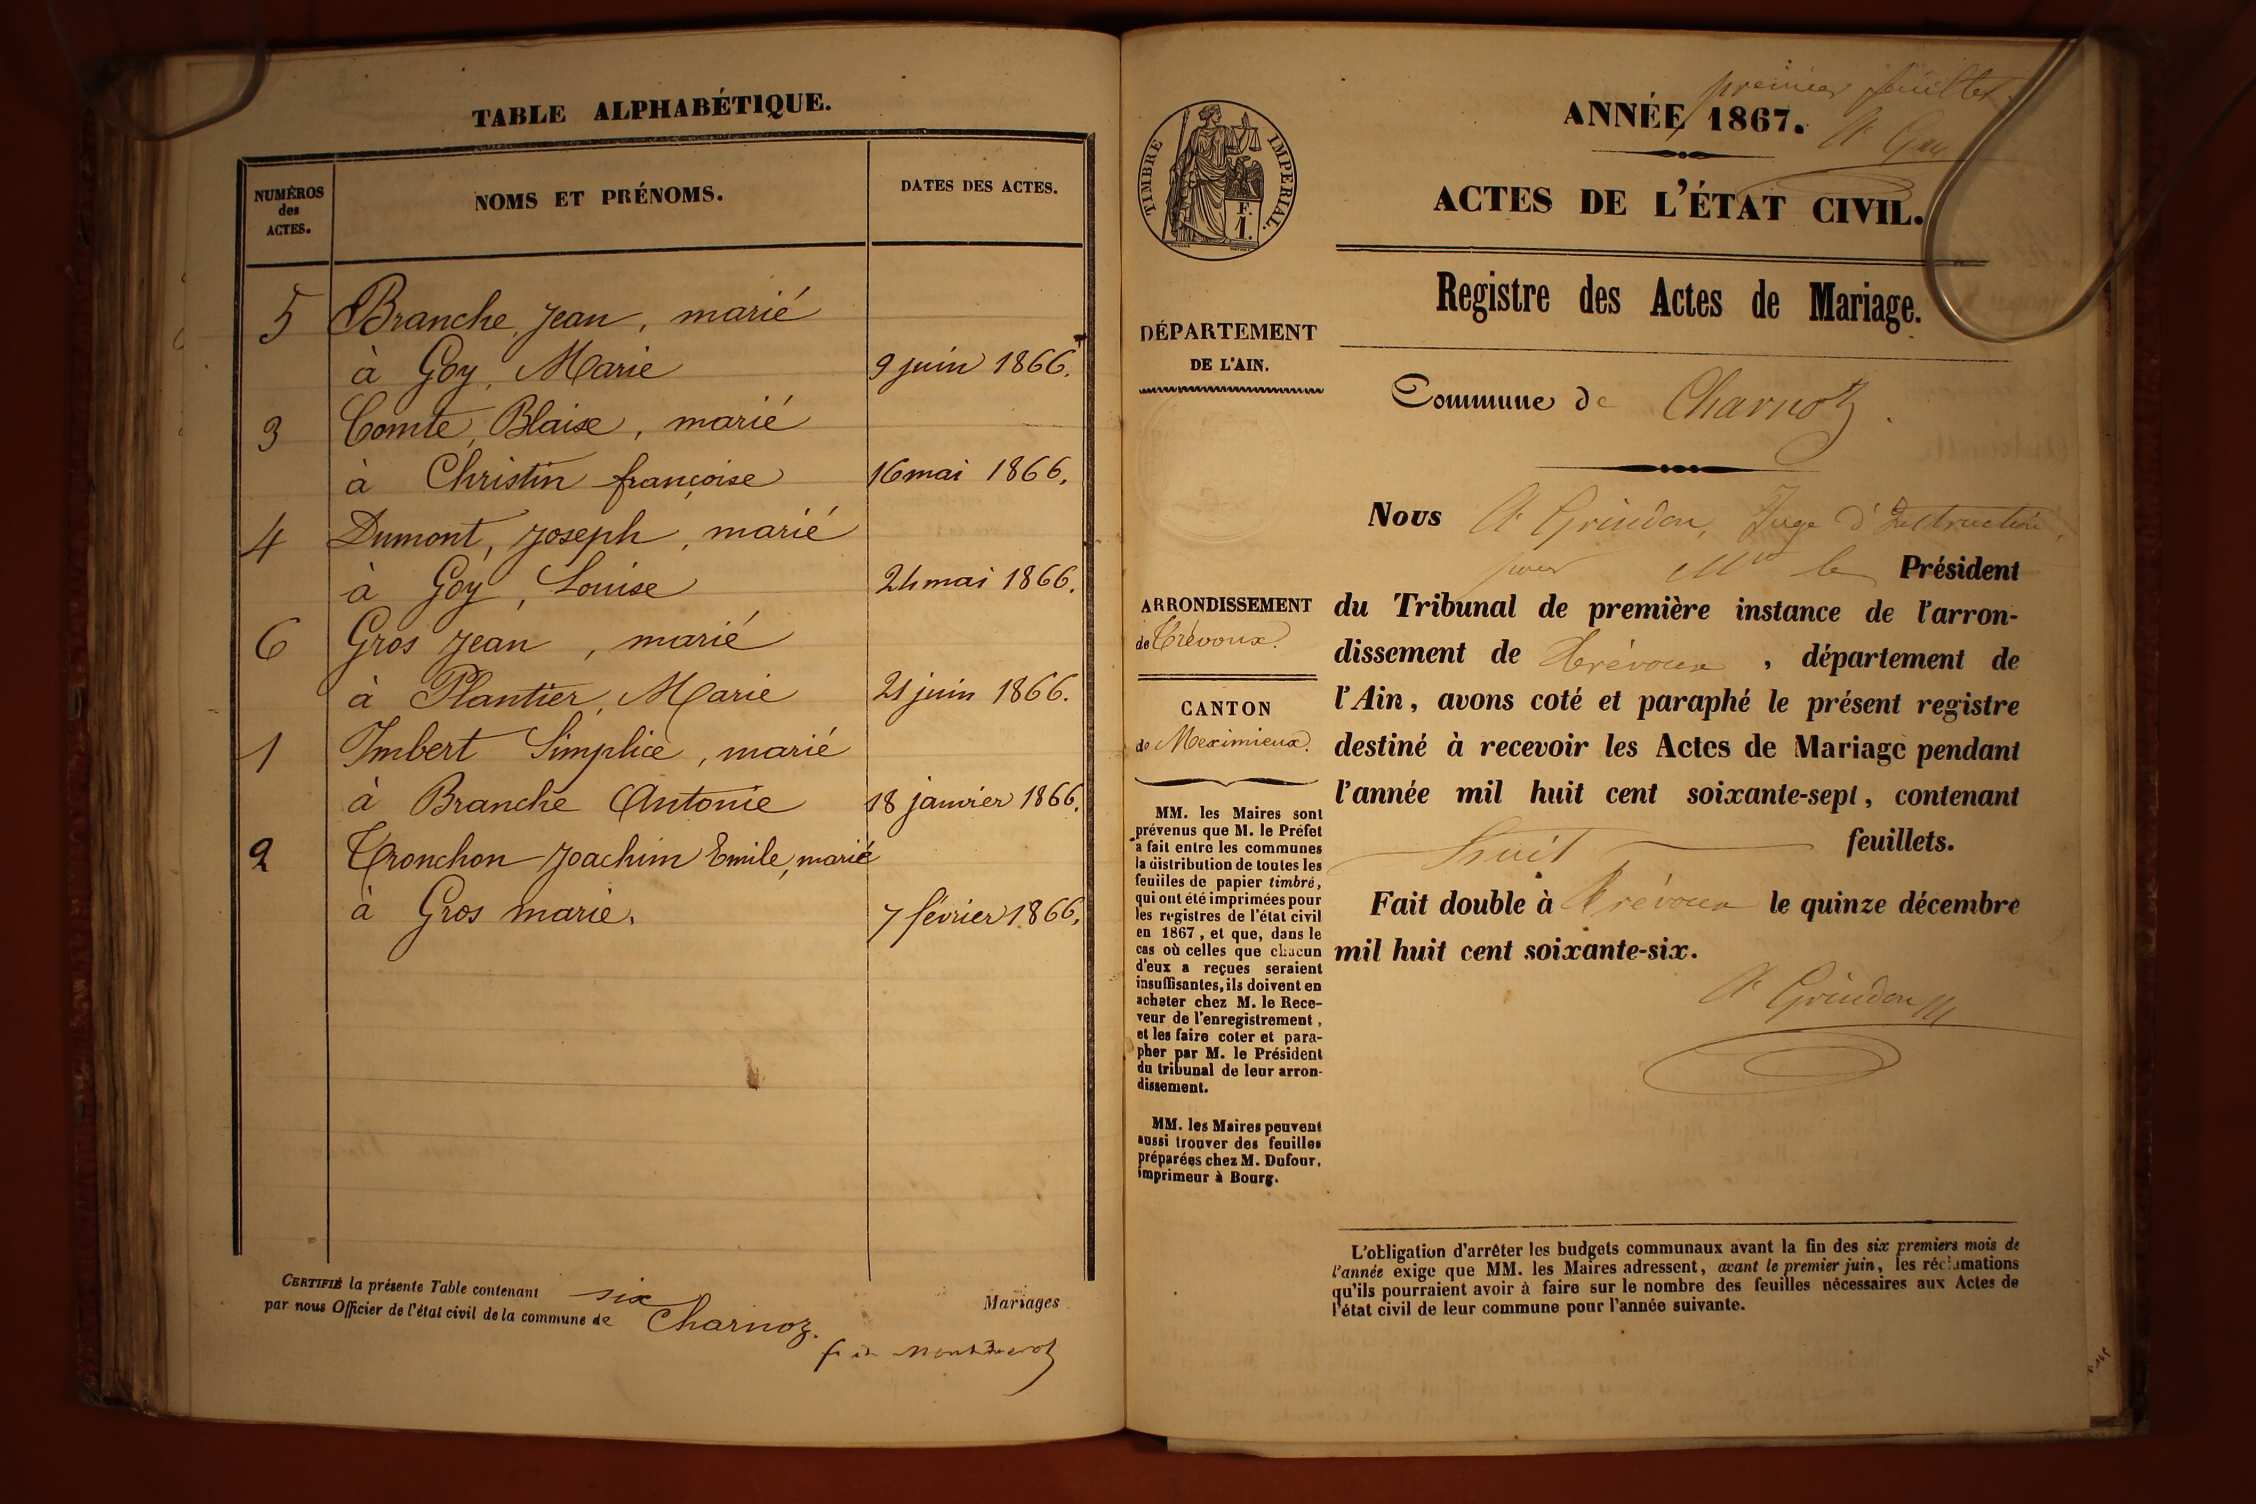 TABLE ALPHABÉTIQUE.
NUMÉROS
des
ACTES.
NOMS ET PRÉNOMS.
DATES DES ACTES.
5 Branche, Jean, marié
à Goy, Marie 9 juin 1866.
3 Comte, Blaise, marié
à Christin françoise 16 mai 1866.
4 Dumont, Joseph, marié
à Goy, Louise 24 mai 1866.
6 Gros Jean, marié
à Plantier, Marie 21 juin 1866.
1 Imbert Simplice, marié
à Branche Antonie 18 janvier 1866.
2 Tronchon Joachim Emile, marié
à Gros marie. 7 février 1866.
CERTIFIÉ la présente Table contenant six Mariages
par nous Officier de l'état civil de la commune de Charnoz.
premier feuillet.
ANNÉE 1867.
ACTES DE L'ÉTAT CIVIL.
TIMBRE IMPERIAL.
F.
1.
Registre des Actes de Mariage.
DÉPARTEMENT
DE L'AIN.
Commune de Charnoz.
Nous A Grindon, Juge d'Instruction,
pour Mr le Président
du Tribunal de première instance de l'arron-
dissement de Trévoux, département de
l'Ain, avons coté et paraphé le présent registre
destiné à recevoir les Actes de Mariage pendant
l'année mil huit cent soixante-sept, contenant
huit feuillets.
Fait double à Trévoux le quinze décembre
mil huit cent soixante-six.
A Grindon
ARRONDISSEMENT
de Trévoux.
CANTON
de Meximieux.
MM. les Maires sont
prévenus que M. le Préfet
a fait entre les communes
la distribution de toutes les
feuilles de papier timbré,
qui ont été imprimées pour
les registres de l'état civil
en 1867, et que, dans le
cas où celles que chacun
d'eux a reçues seraient
insuffisantes, ils doivent en
acheter chez M. le Rece-
veur de l'enregistrement,
et les faire coter et para-
pher par M. le Président
du tribunal de leur arron-
dissement.
MM. les Maires peuvent
aussi trouver des feuilles
préparées chez M. Dufour,
imprimeur à Bourg.
L'obligation d'arrêter les budgets communaux avant la fin des six premiers mois de
l'année exige que MM. les Maires adressent, avant le premier juin, les réclamations
qu'ils pourraient avoir à faire sur le nombre des feuilles nécessaires aux Actes de
l'état civil de leur commune pour l'année suivante.